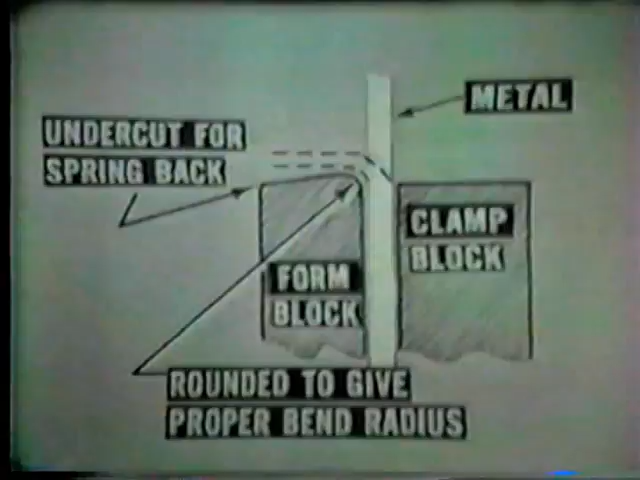 METAL
UNDERCUT FOR
SPRING BACK
CLAMP
BLOCK
FORM
BLOCK
ROUNDED TO GIVE
PROPER BEND RADIUS